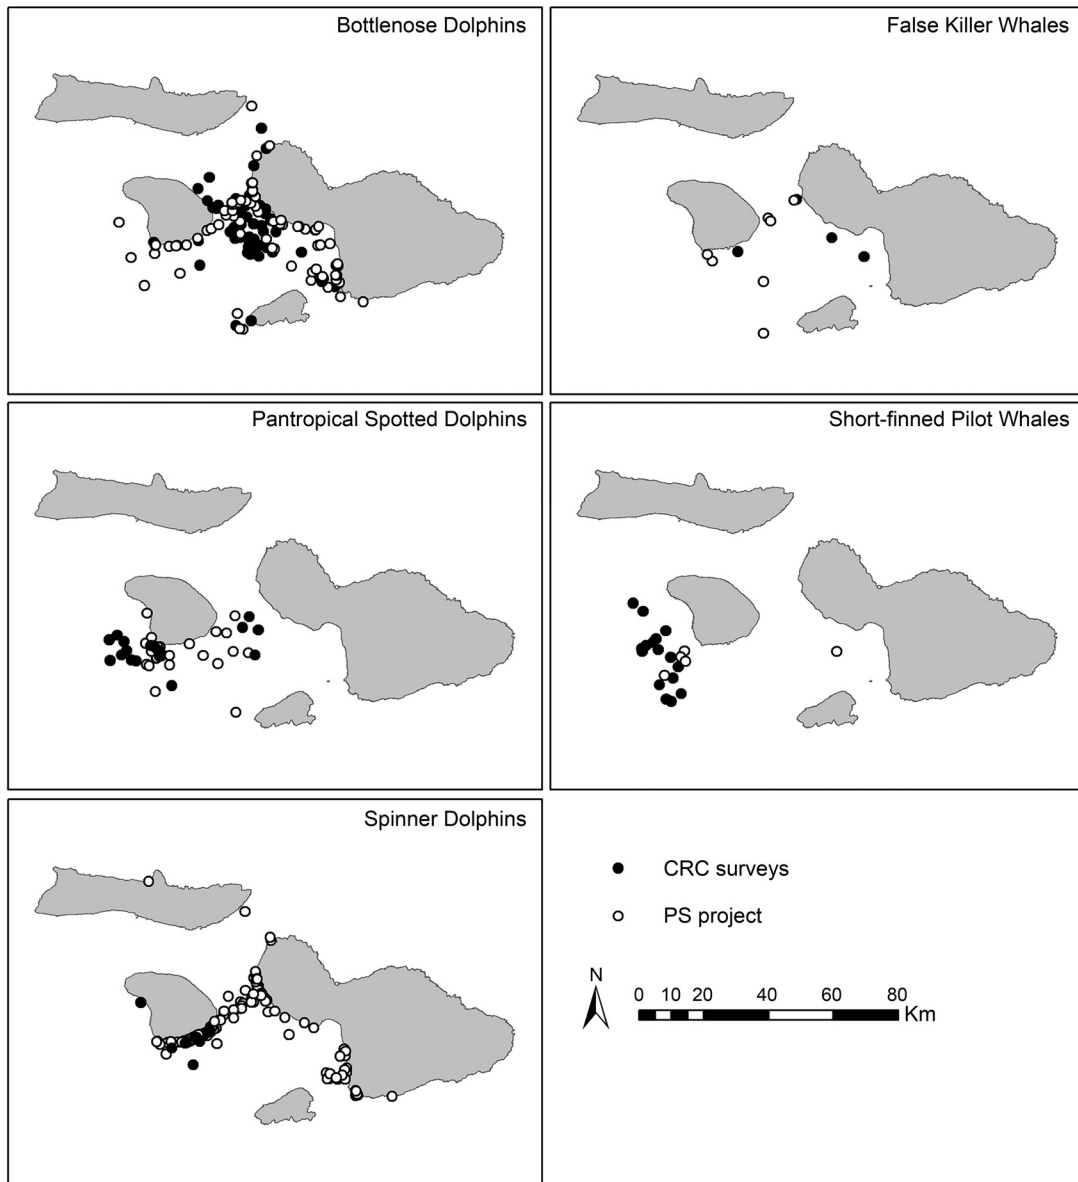 Bottlenose Dolphins
False Killer Whales
Pantropical Spotted Dolphins
Short-finned Pilot Whales
Spinner Dolphins
CRC surveys
PS project
N
0 10 20 40 60 80
Km